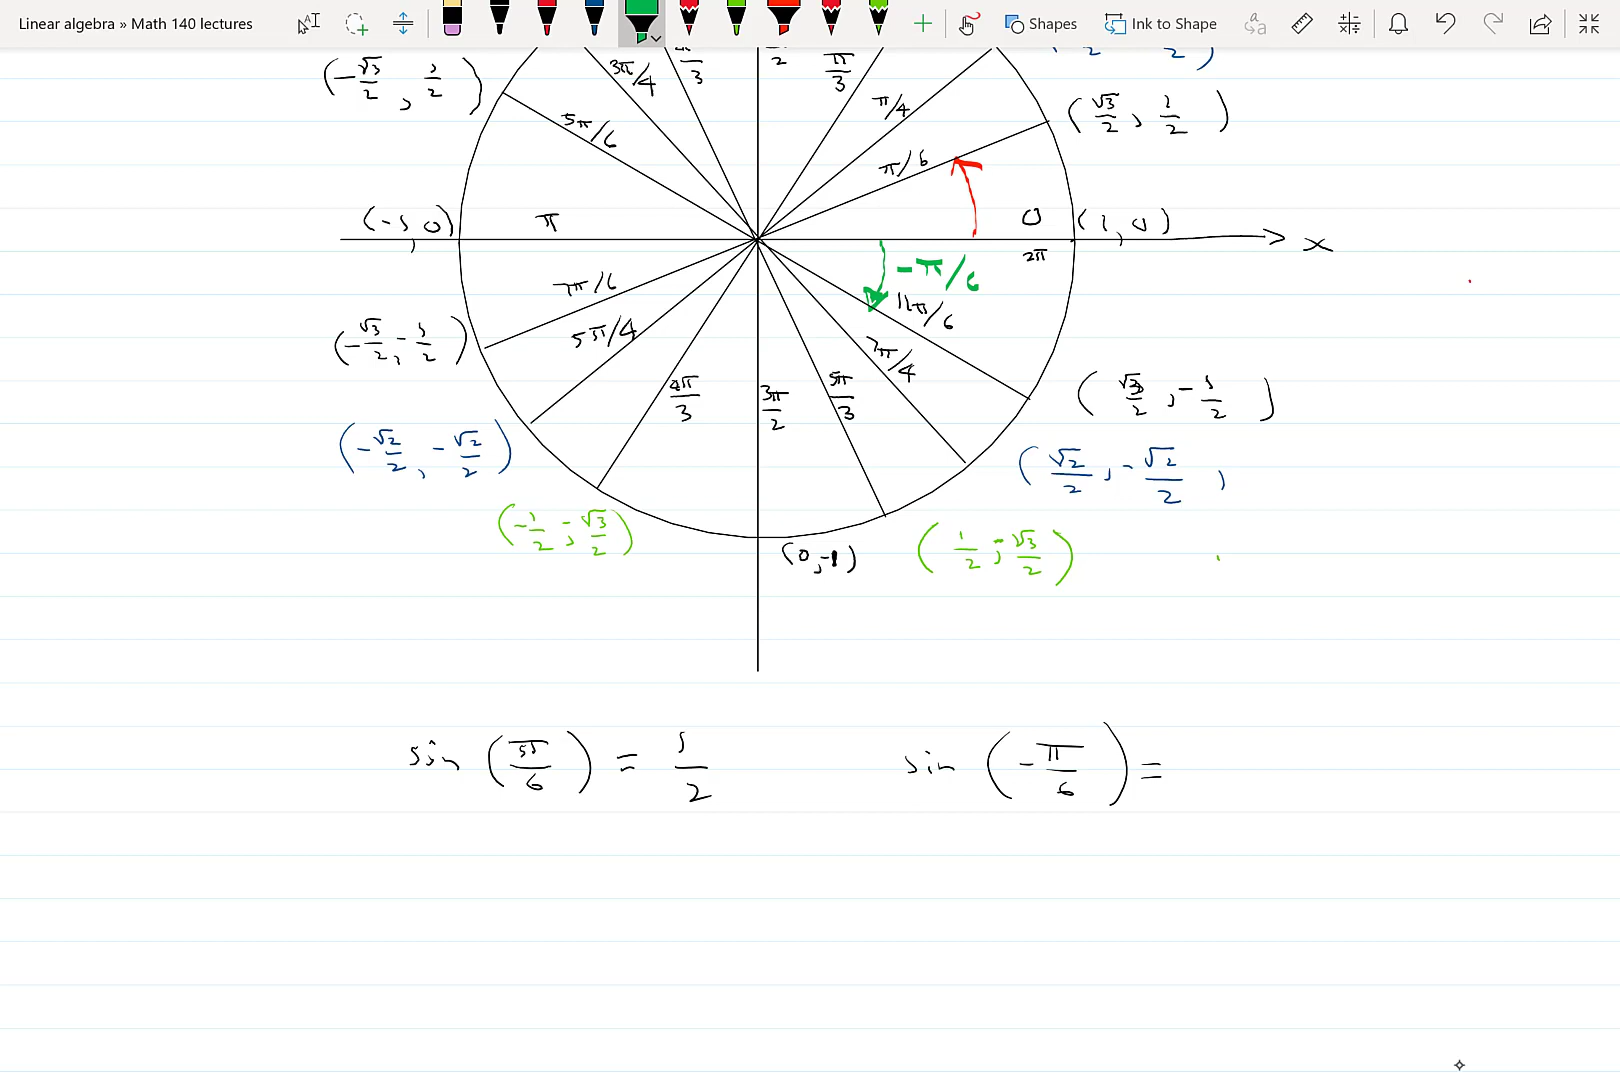 Linear algebra » Math 140 lectures
Shapes
Ink to Shape
(-√3/2, 1/2)
3π/4
π/3
π/4
(√3/2, 1/2)
5π/6
π/6
(-1, 0)
π
0
(1, 0)
2π
x
-π/6
7π/6
11π/6
(-√3/2, -1/2)
5π/4
7π/4
4π/3
3π/2
5π/3
(√3/2, -1/2)
(-√2/2, -√2/2)
(√2/2, -√2/2)
(-1/2, -√3/2)
(0, -1)
(1/2, -√3/2)
sin (5π/6) = 1/2
sin (-π/6) =